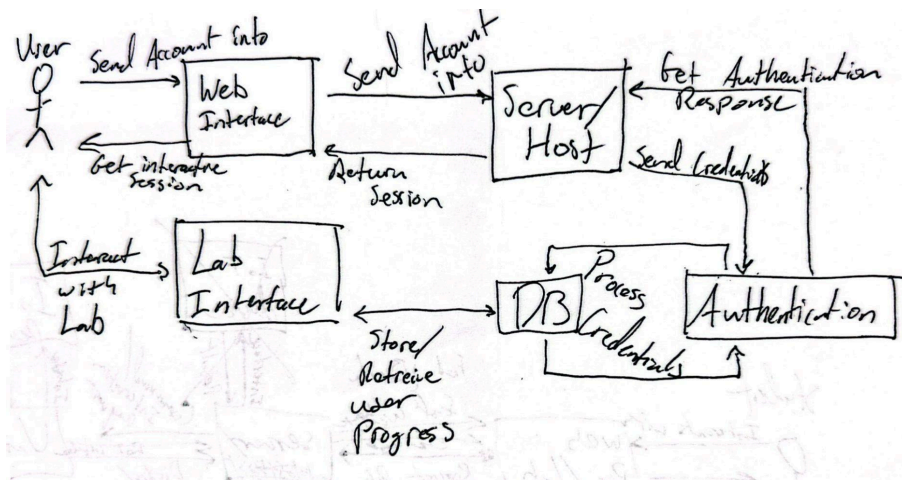 User
Send Account info
Web
Interface
Get interactive
Session
Send Account
info
Return
Session
Server/
Host
Get Authentication
Response
Send Credentials
Interact
with
Lab
Lab
Interface
Store/
Retreive
user
Progress
DB
Process
Credentials
Authentication